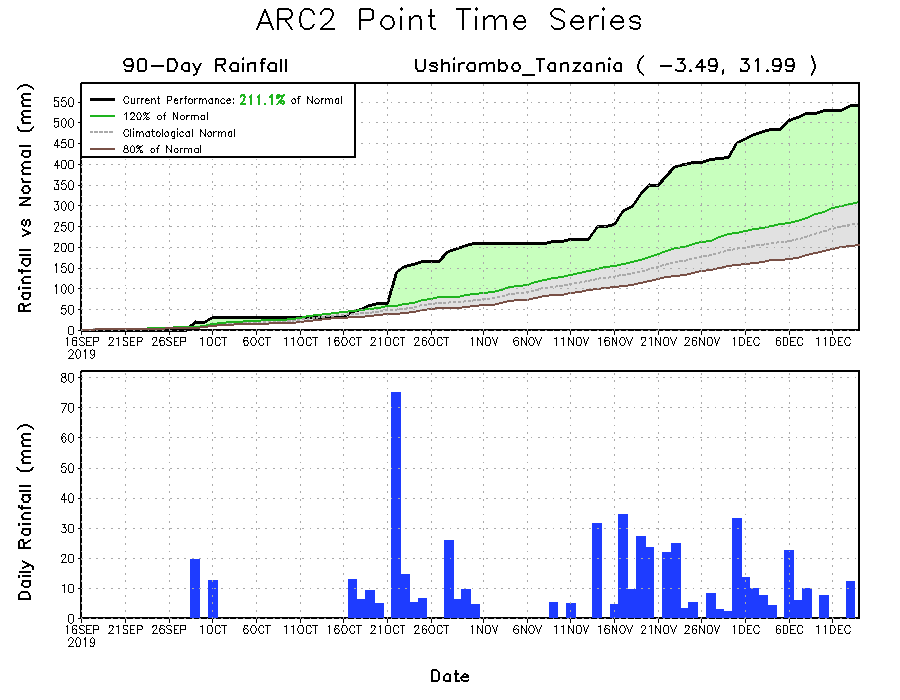 ARC2 Point Time Series
90-Day Rainfall
Ushirambo_Tanzania ( -3.49, 31.99 )
Rainfall vs Normal (mm)
Current Performance: 211.1% of Normal
120% of Normal
Climatological Normal
80% of Normal
550
500
450
400
350
300
250
200
150
100
50
0
16SEP 21SEP 26SEP 1OCT 6OCT 11OCT 16OCT 21OCT 26OCT 1NOV 6NOV 11NOV 16NOV 21NOV 26NOV 1DEC 6DEC 11DEC
2019
Daily Rainfall (mm)
80
70
60
50
40
30
20
10
0
16SEP 21SEP 26SEP 1OCT 6OCT 11OCT 16OCT 21OCT 26OCT 1NOV 6NOV 11NOV 16NOV 21NOV 26NOV 1DEC 6DEC 11DEC
2019
Date